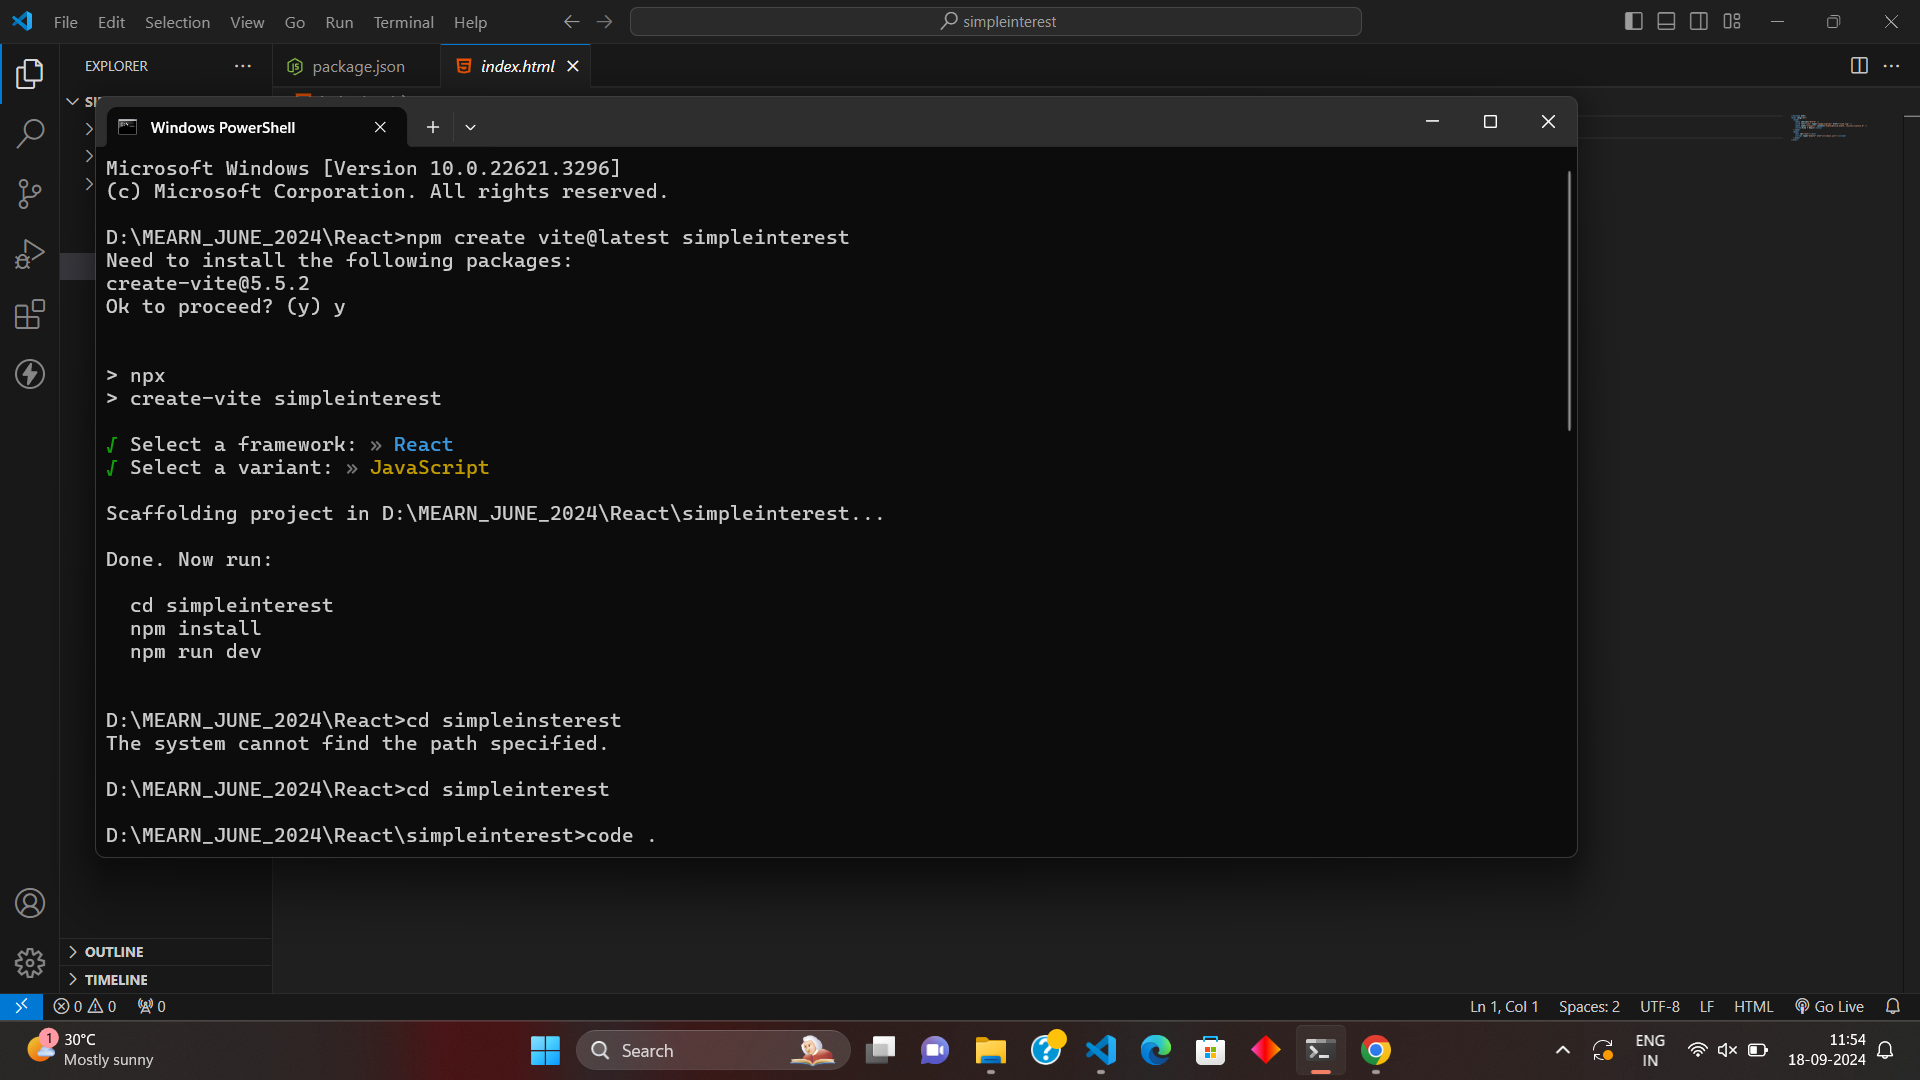 File Edit Selection View Go Run Terminal Help
simpleinterest
EXPLORER
package.json
index.html
Windows PowerShell
Microsoft Windows [Version 10.0.22621.3296]
(c) Microsoft Corporation. All rights reserved.
D:\MEARN_JUNE_2024\React>npm create vite@latest simpleinterest
Need to install the following packages:
create-vite@5.5.2
Ok to proceed? (y) y
> npx
> create-vite simpleinterest
√ Select a framework: » React
√ Select a variant: » JavaScript
Scaffolding project in D:\MEARN_JUNE_2024\React\simpleinterest...
Done. Now run:
cd simpleinterest
npm install
npm run dev
D:\MEARN_JUNE_2024\React>cd simpleinsterest
The system cannot find the path specified.
D:\MEARN_JUNE_2024\React>cd simpleinterest
D:\MEARN_JUNE_2024\React\simpleinterest>code .
OUTLINE
TIMELINE
0 0 0
Ln 1, Col 1 Spaces: 2 UTF-8 LF HTML Go Live
1
30°C
Mostly sunny
Search
ENG
IN
11:54
18-09-2024